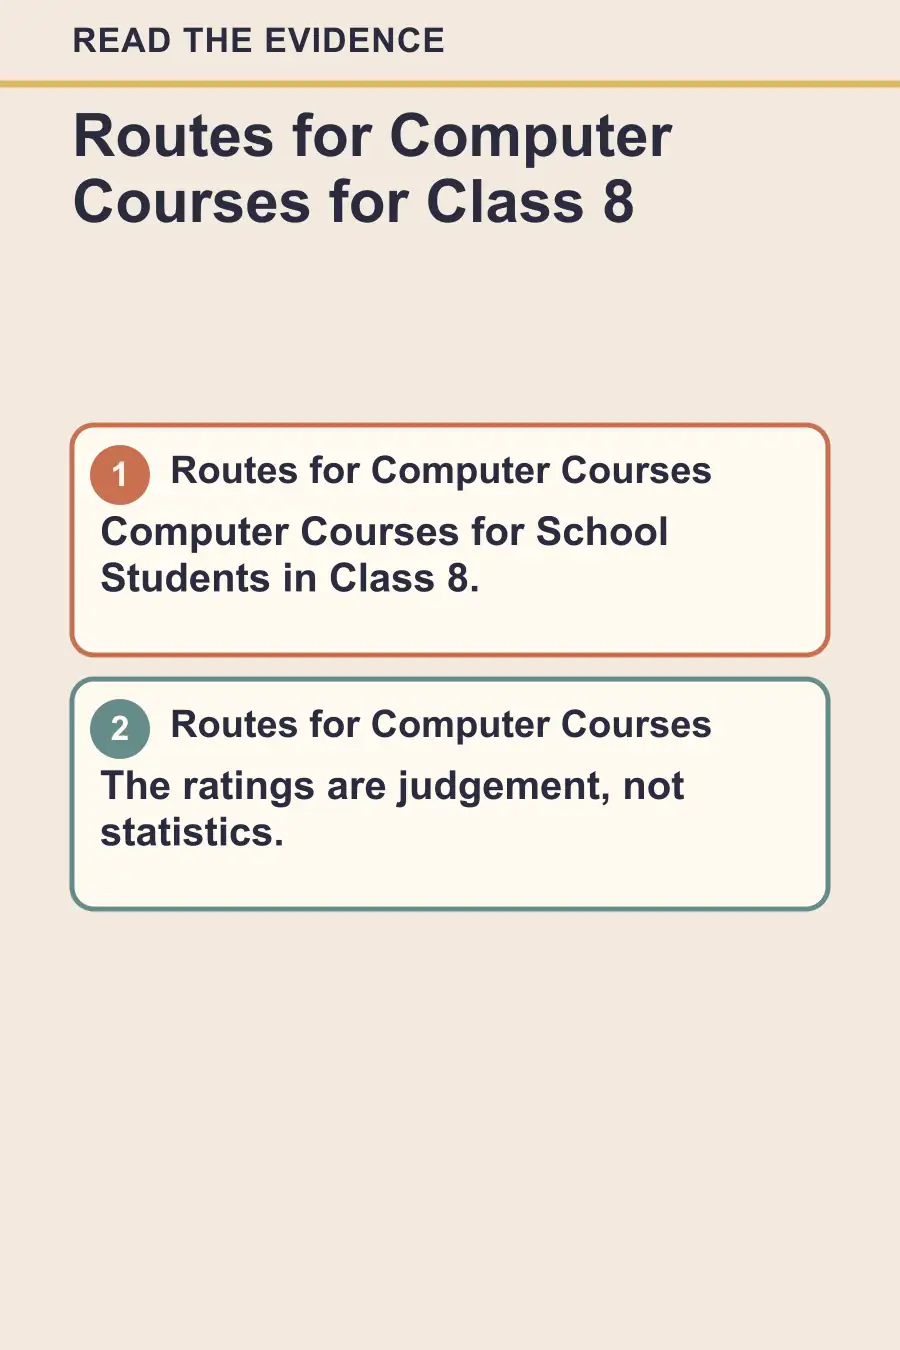 READ THE EVIDENCE
Routes for Computer
Courses for Class 8
1 Routes for Computer Courses
Computer Courses for School
Students in Class 8.
2 Routes for Computer Courses
The ratings are judgement, not
statistics.